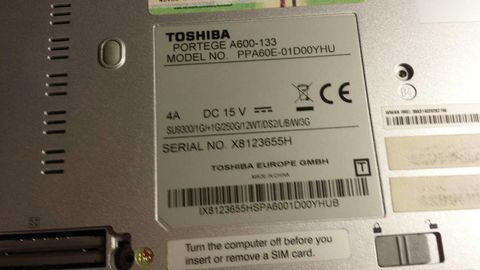 TOSHIBA
PORTEGE A600-133
MODEL NO. PPA60E-01D00YHU
4A DC 15 V
SU9300/1G/+1G/250G/12WT/DS2/L/B/W/3G
SERIAL NO. X8123655H
TOSHIBA EUROPE GMBH
T
MADE IN CHINA
IX8123655HSPA6001D00YHUB
Turn the computer off before you
insert or remove a SIM card.